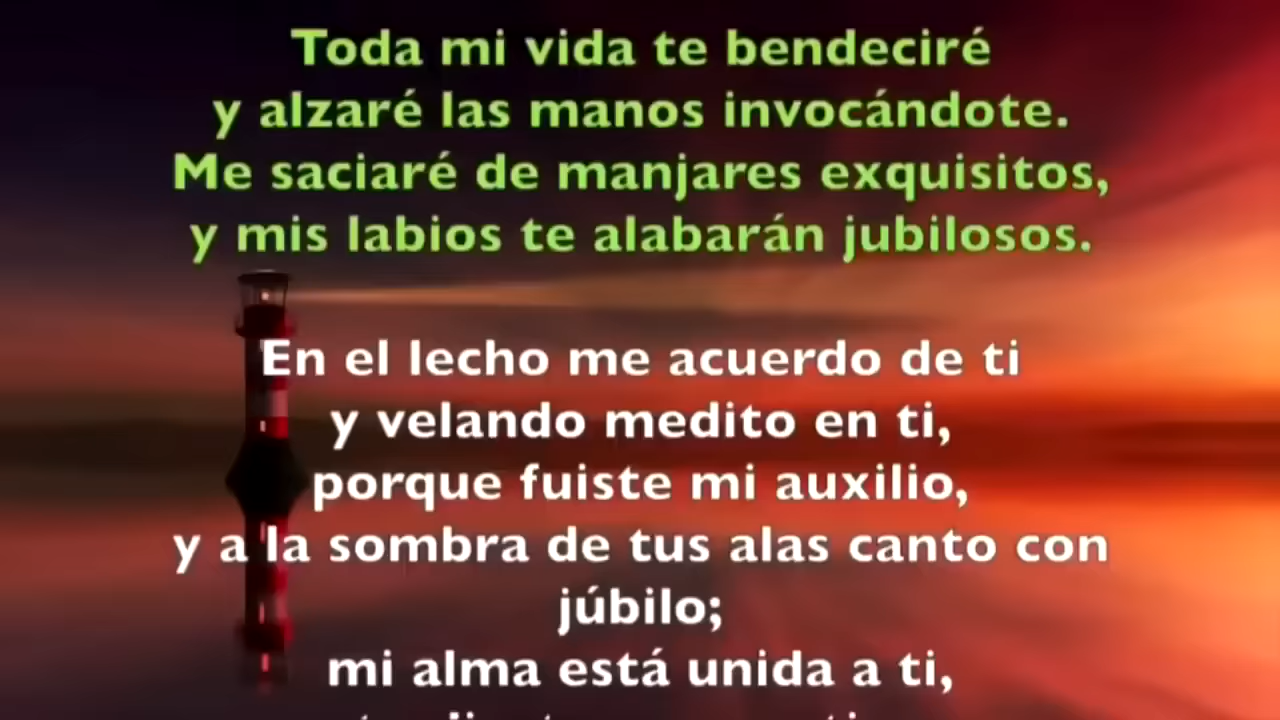 Toda mi vida te bendeciré
y alzaré las manos invocándote.
Me saciaré de manjares exquisitos,
y mis labios te alabarán jubilosos.
En el lecho me acuerdo de ti
y velando medito en ti,
porque fuiste mi auxilio,
y a la sombra de tus alas canto con
júbilo;
mi alma está unida a ti,